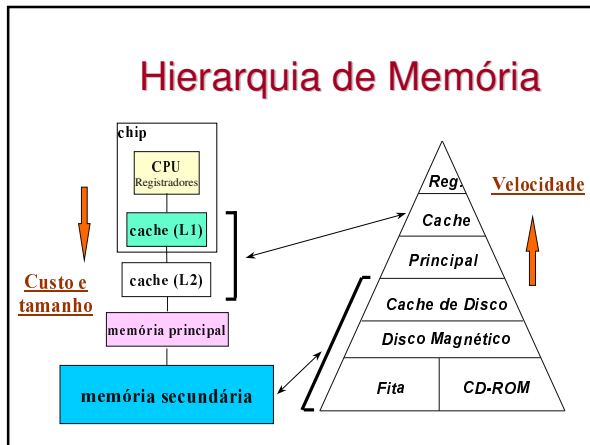 Hierarquia de Memória
chip
CPU
Registradores
cache (L1)
cache (L2)
memória principal
memória secundária
Custo e
tamanho
Reg.
Cache
Principal
Cache de Disco
Disco Magnético
Fita
CD-ROM
Velocidade